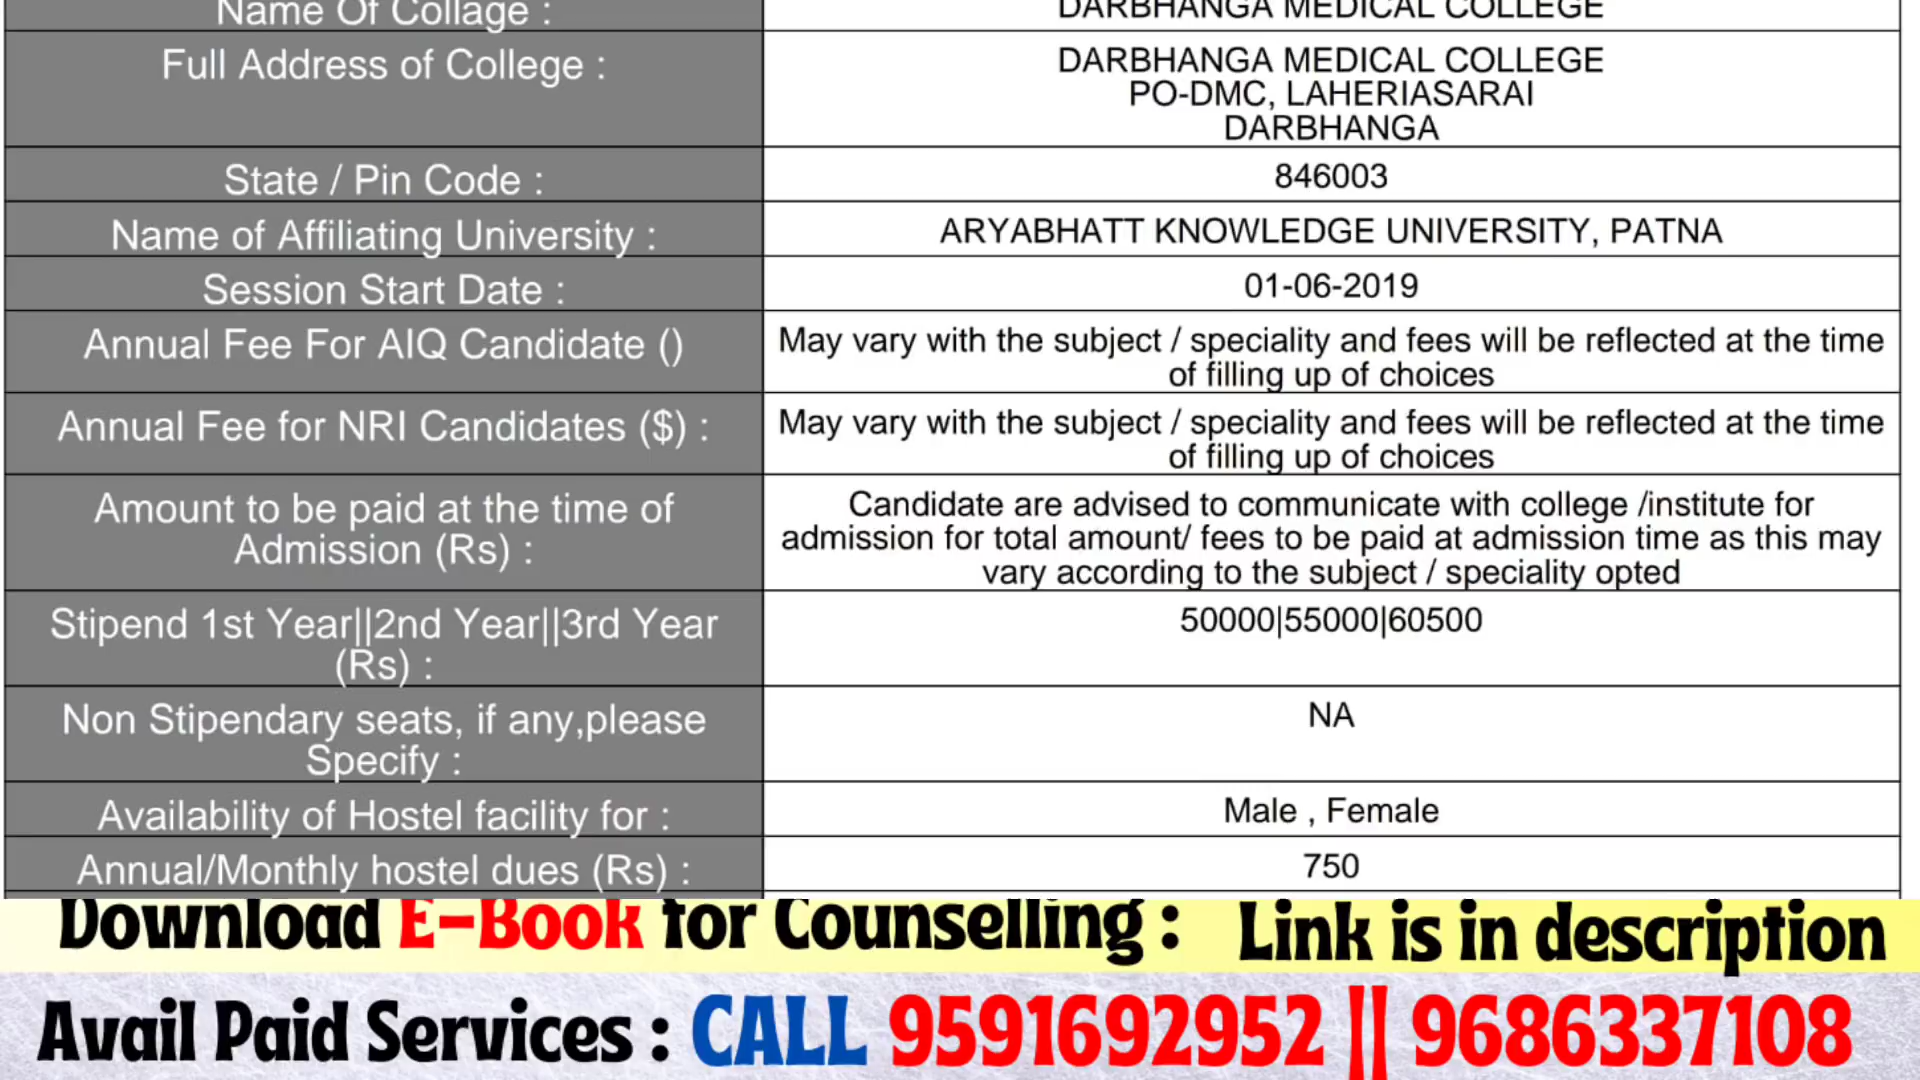 Name Of Collage :
DARBHANGA MEDICAL COLLEGE
Full Address of College :
DARBHANGA MEDICAL COLLEGE
PO-DMC, LAHERIASARAI
DARBHANGA
State / Pin Code :
846003
Name of Affiliating University :
ARYABHATT KNOWLEDGE UNIVERSITY, PATNA
Session Start Date :
01-06-2019
Annual Fee For AIQ Candidate ()
May vary with the subject / speciality and fees will be reflected at the time
of filling up of choices
Annual Fee for NRI Candidates ($) :
May vary with the subject / speciality and fees will be reflected at the time
of filling up of choices
Amount to be paid at the time of
Admission (Rs) :
Candidate are advised to communicate with college /institute for
admission for total amount/ fees to be paid at admission time as this may
vary according to the subject / speciality opted
Stipend 1st Year||2nd Year||3rd Year
(Rs) :
50000|55000|60500
Non Stipendary seats, if any,please
Specify :
NA
Availability of Hostel facility for :
Male , Female
Annual/Monthly hostel dues (Rs) :
750
Download E-Book for Counselling : Link is in description
Avail Paid Services : CALL 9591692952 || 9686337108